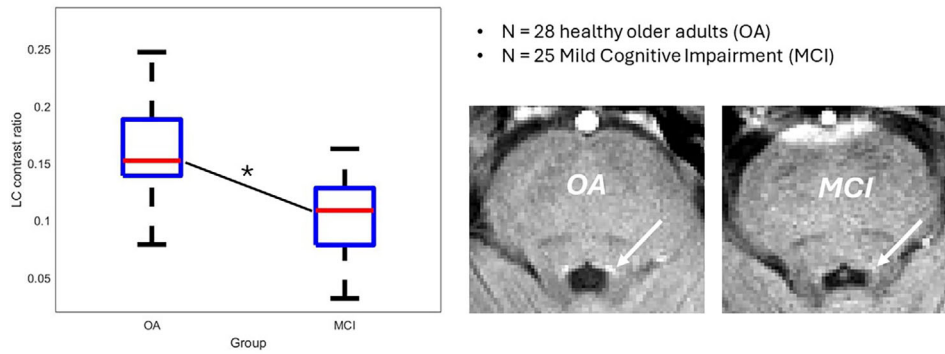 0.25
0.2
0.15
0.1
0.05
LC contrast ratio
*
OA
MCI
Group
• N = 28 healthy older adults (OA)
• N = 25 Mild Cognitive Impairment (MCI)
OA
MCI